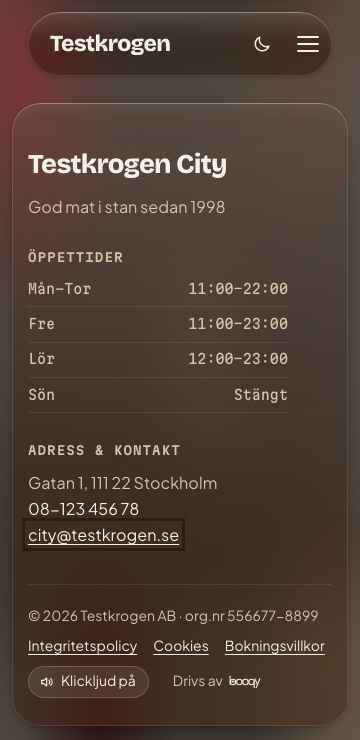 Testkrogen
Testkrogen City
God mat i stan sedan 1998
ÖPPETTIDER
Mån–Tor 11:00–22:00
Fre 11:00–23:00
Lör 12:00–23:00
Sön Stängt
ADRESS & KONTAKT
Gatan 1, 111 22 Stockholm
08-123 456 78
city@testkrogen.se
© 2026 Testkrogen AB · org.nr 556677-8899
Integritetspolicy Cookies Bokningsvillkor
Klickljud på Drivs av booqy